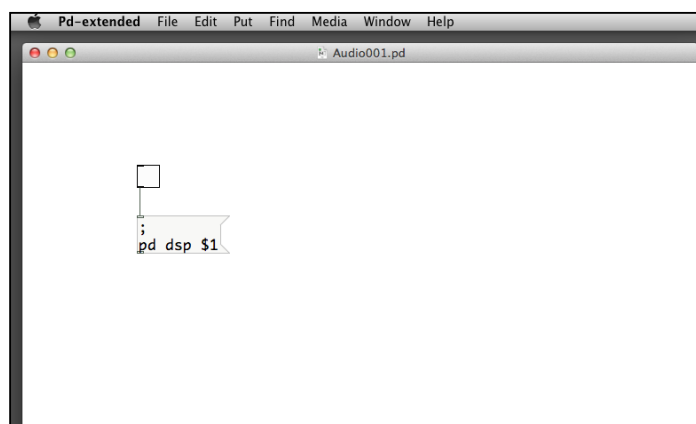 Pd-extended File Edit Put Find Media Window Help
Audio001.pd
;
pd dsp $1